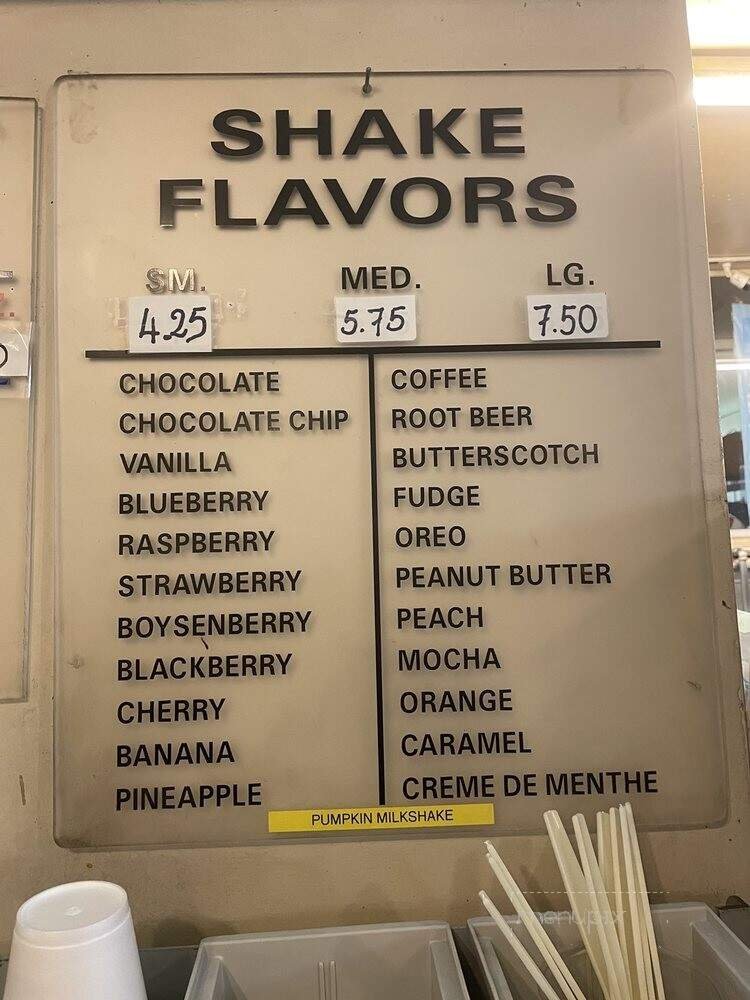 SHAKE
FLAVORS
SM. MED. LG.
4.25 5.75 7.50
CHOCOLATE
CHOCOLATE CHIP
VANILLA
BLUEBERRY
RASPBERRY
STRAWBERRY
BOYSENBERRY
BLACKBERRY
CHERRY
BANANA
PINEAPPLE
COFFEE
ROOT BEER
BUTTERSCOTCH
FUDGE
OREO
PEANUT BUTTER
PEACH
MOCHA
ORANGE
CARAMEL
CREME DE MENTHE
PUMPKIN MILKSHAKE